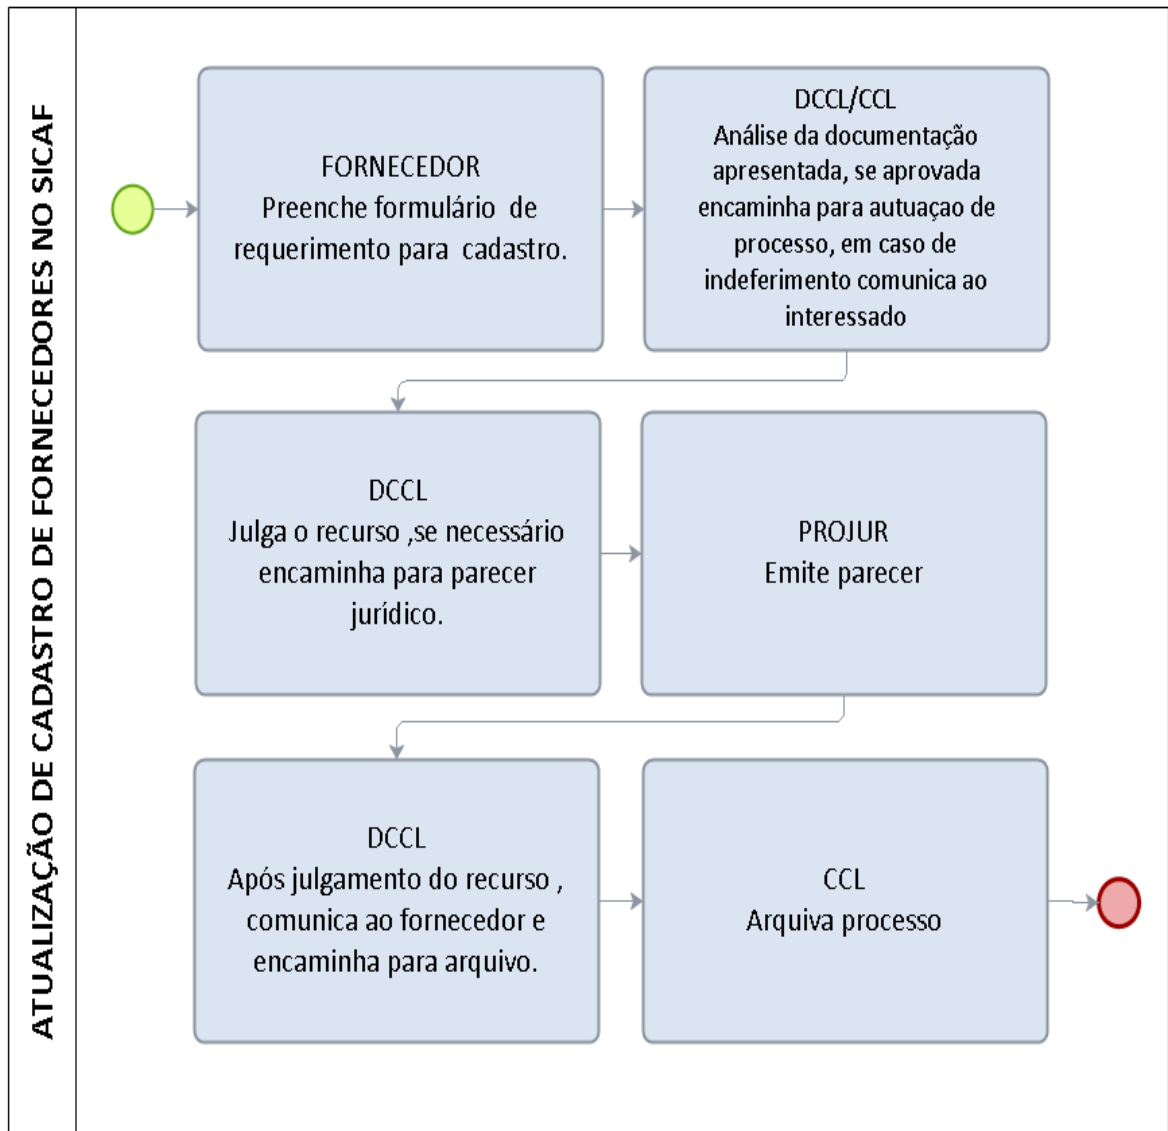 ATUALIZAÇÃO DE CADASTRO DE FORNECEDORES NO SICAF
FORNECEDOR
Preenche formulário de
requerimento para cadastro.
DCCL/CCL
Análise da documentação
apresentada, se aprovada
encaminha para autuaçao de
processo, em caso de
indeferimento comunica ao
interessado
DCCL
Julga o recurso ,se necessário
encaminha para parecer
jurídico.
PROJUR
Emite parecer
DCCL
Após julgamento do recurso ,
comunica ao fornecedor e
encaminha para arquivo.
CCL
Arquiva processo